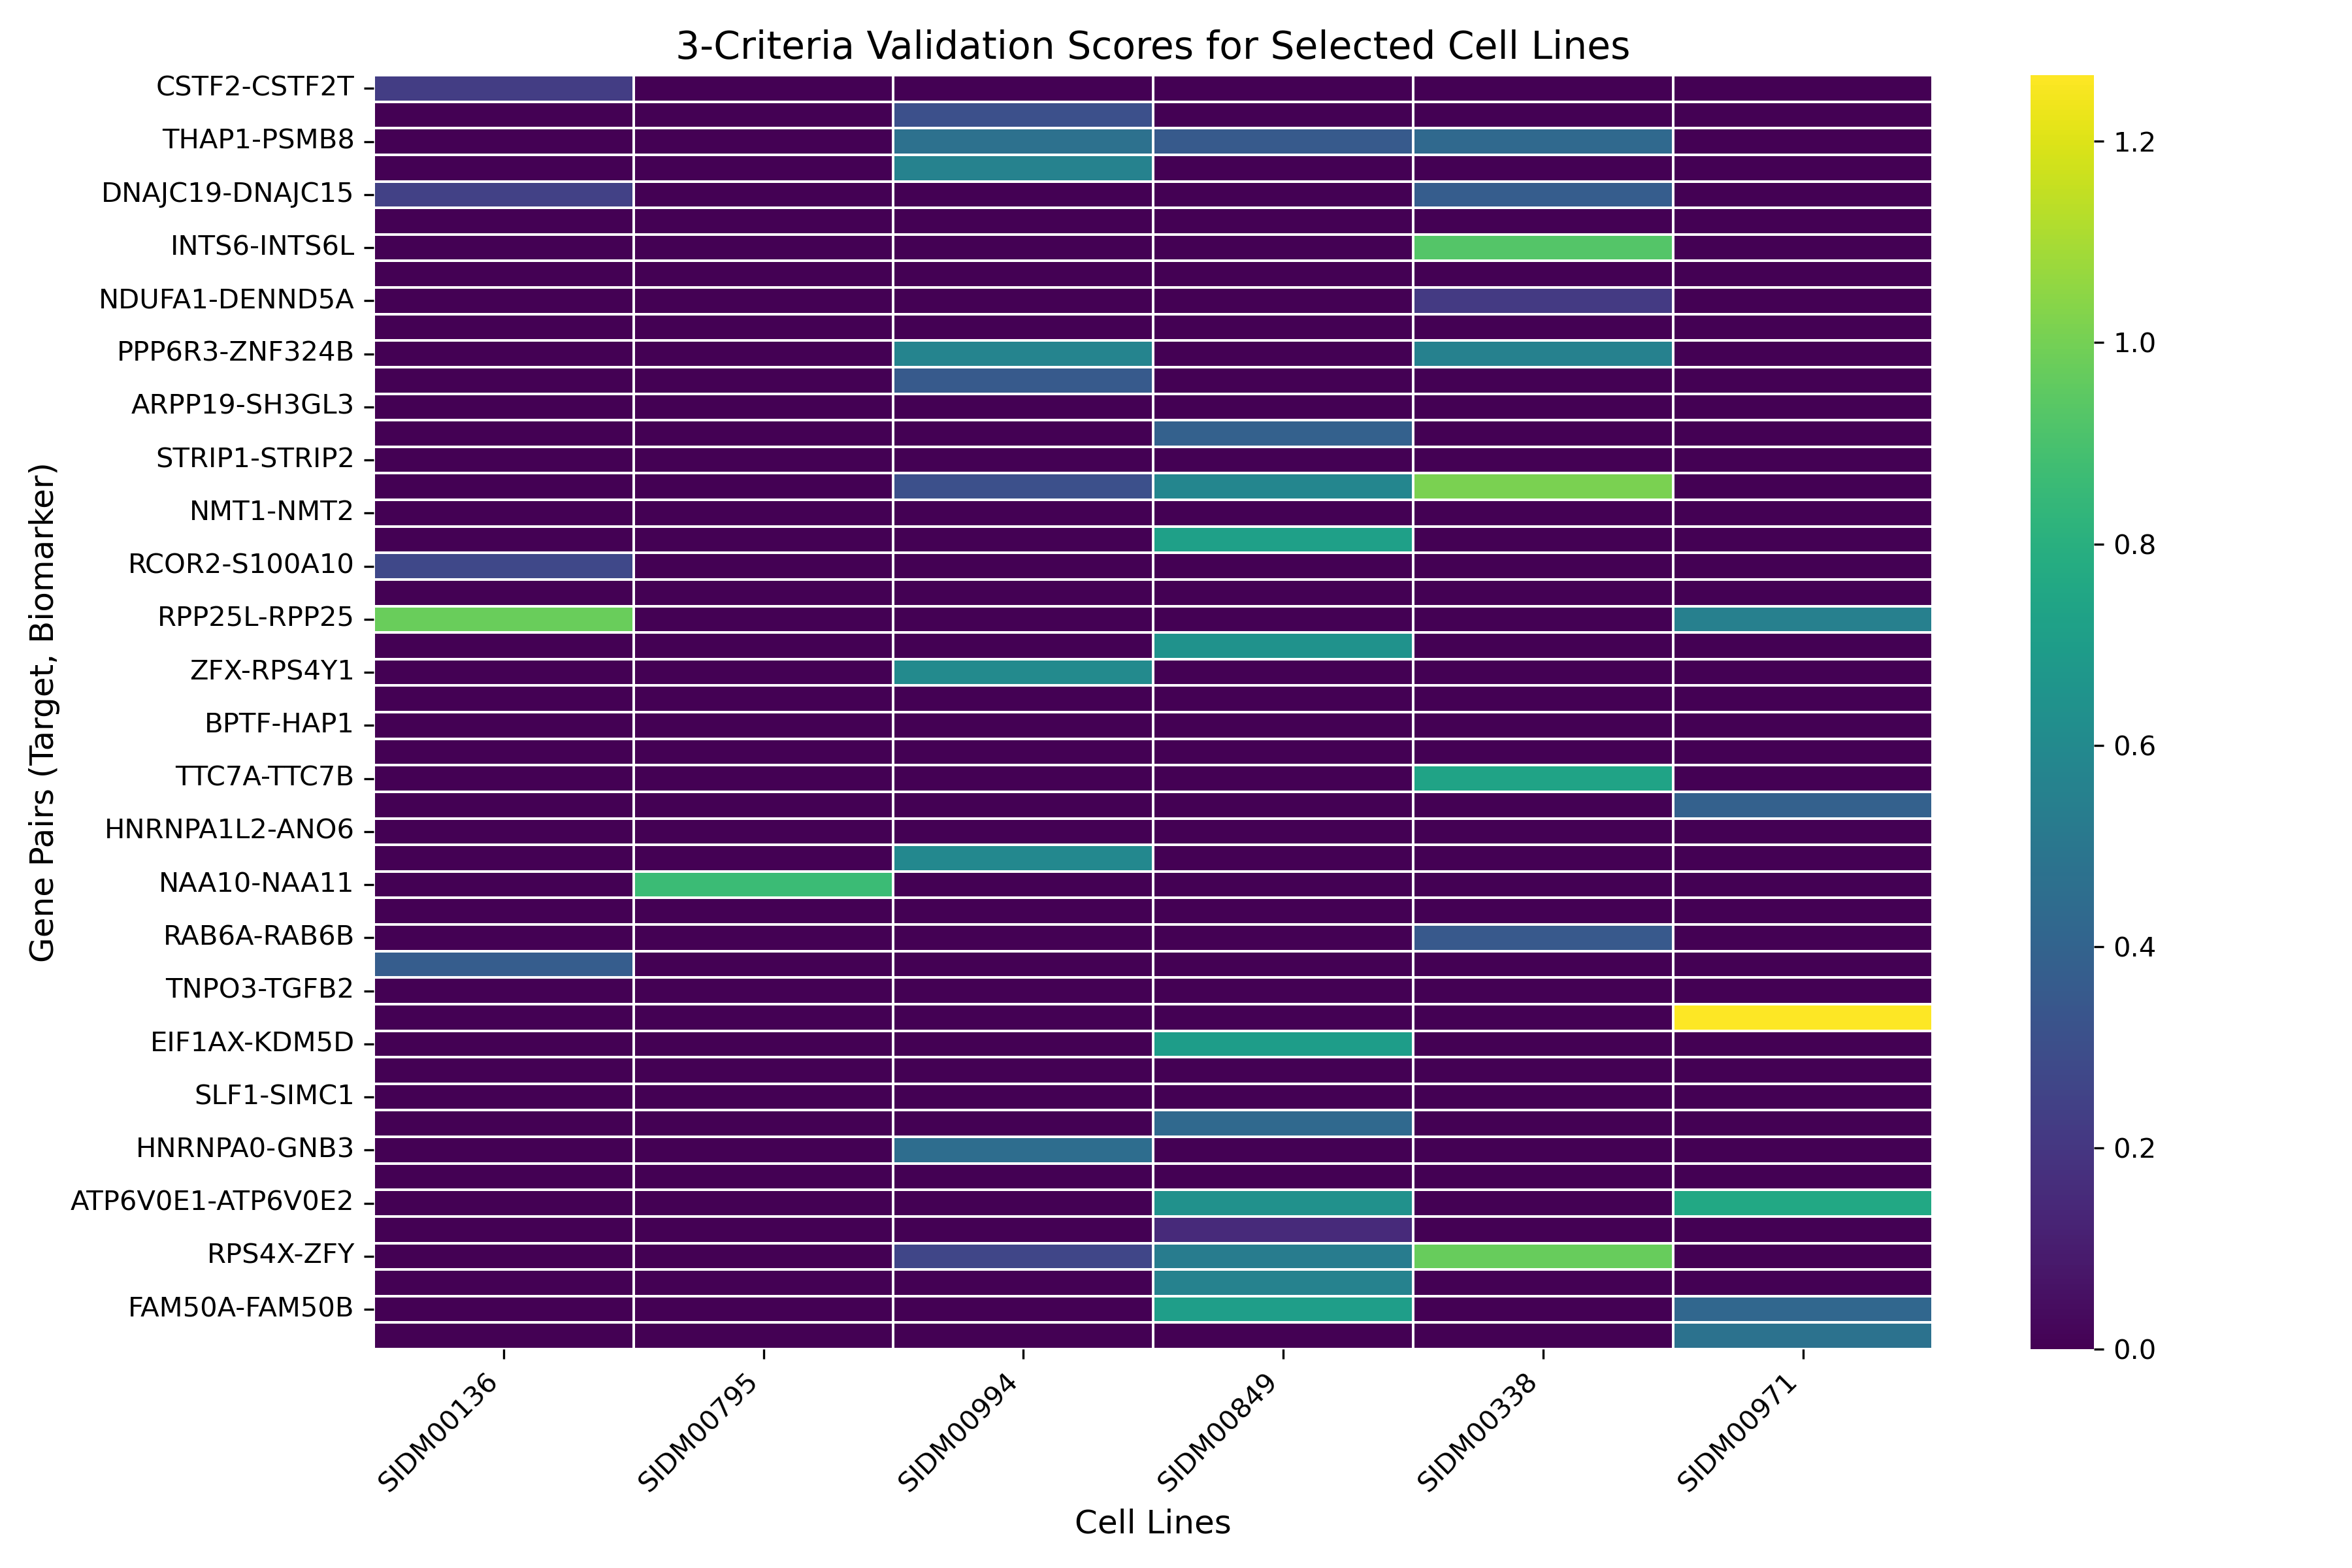 3-Criteria Validation Scores for Selected Cell Lines
Gene Pairs (Target, Biomarker)
CSTF2-CSTF2T
THAP1-PSMB8
DNAJC19-DNAJC15
INTS6-INTS6L
NDUFA1-DENND5A
PPP6R3-ZNF324B
ARPP19-SH3GL3
STRIP1-STRIP2
NMT1-NMT2
RCOR2-S100A10
RPP25L-RPP25
ZFX-RPS4Y1
BPTF-HAP1
TTC7A-TTC7B
HNRNPA1L2-ANO6
NAA10-NAA11
RAB6A-RAB6B
TNPO3-TGFB2
EIF1AX-KDM5D
SLF1-SIMC1
HNRNPA0-GNB3
ATP6V0E1-ATP6V0E2
RPS4X-ZFY
FAM50A-FAM50B
SIDM00136
SIDM00795
SIDM00994
SIDM00849
SIDM00338
SIDM00971
Cell Lines
1.2
1.0
0.8
0.6
0.4
0.2
0.0